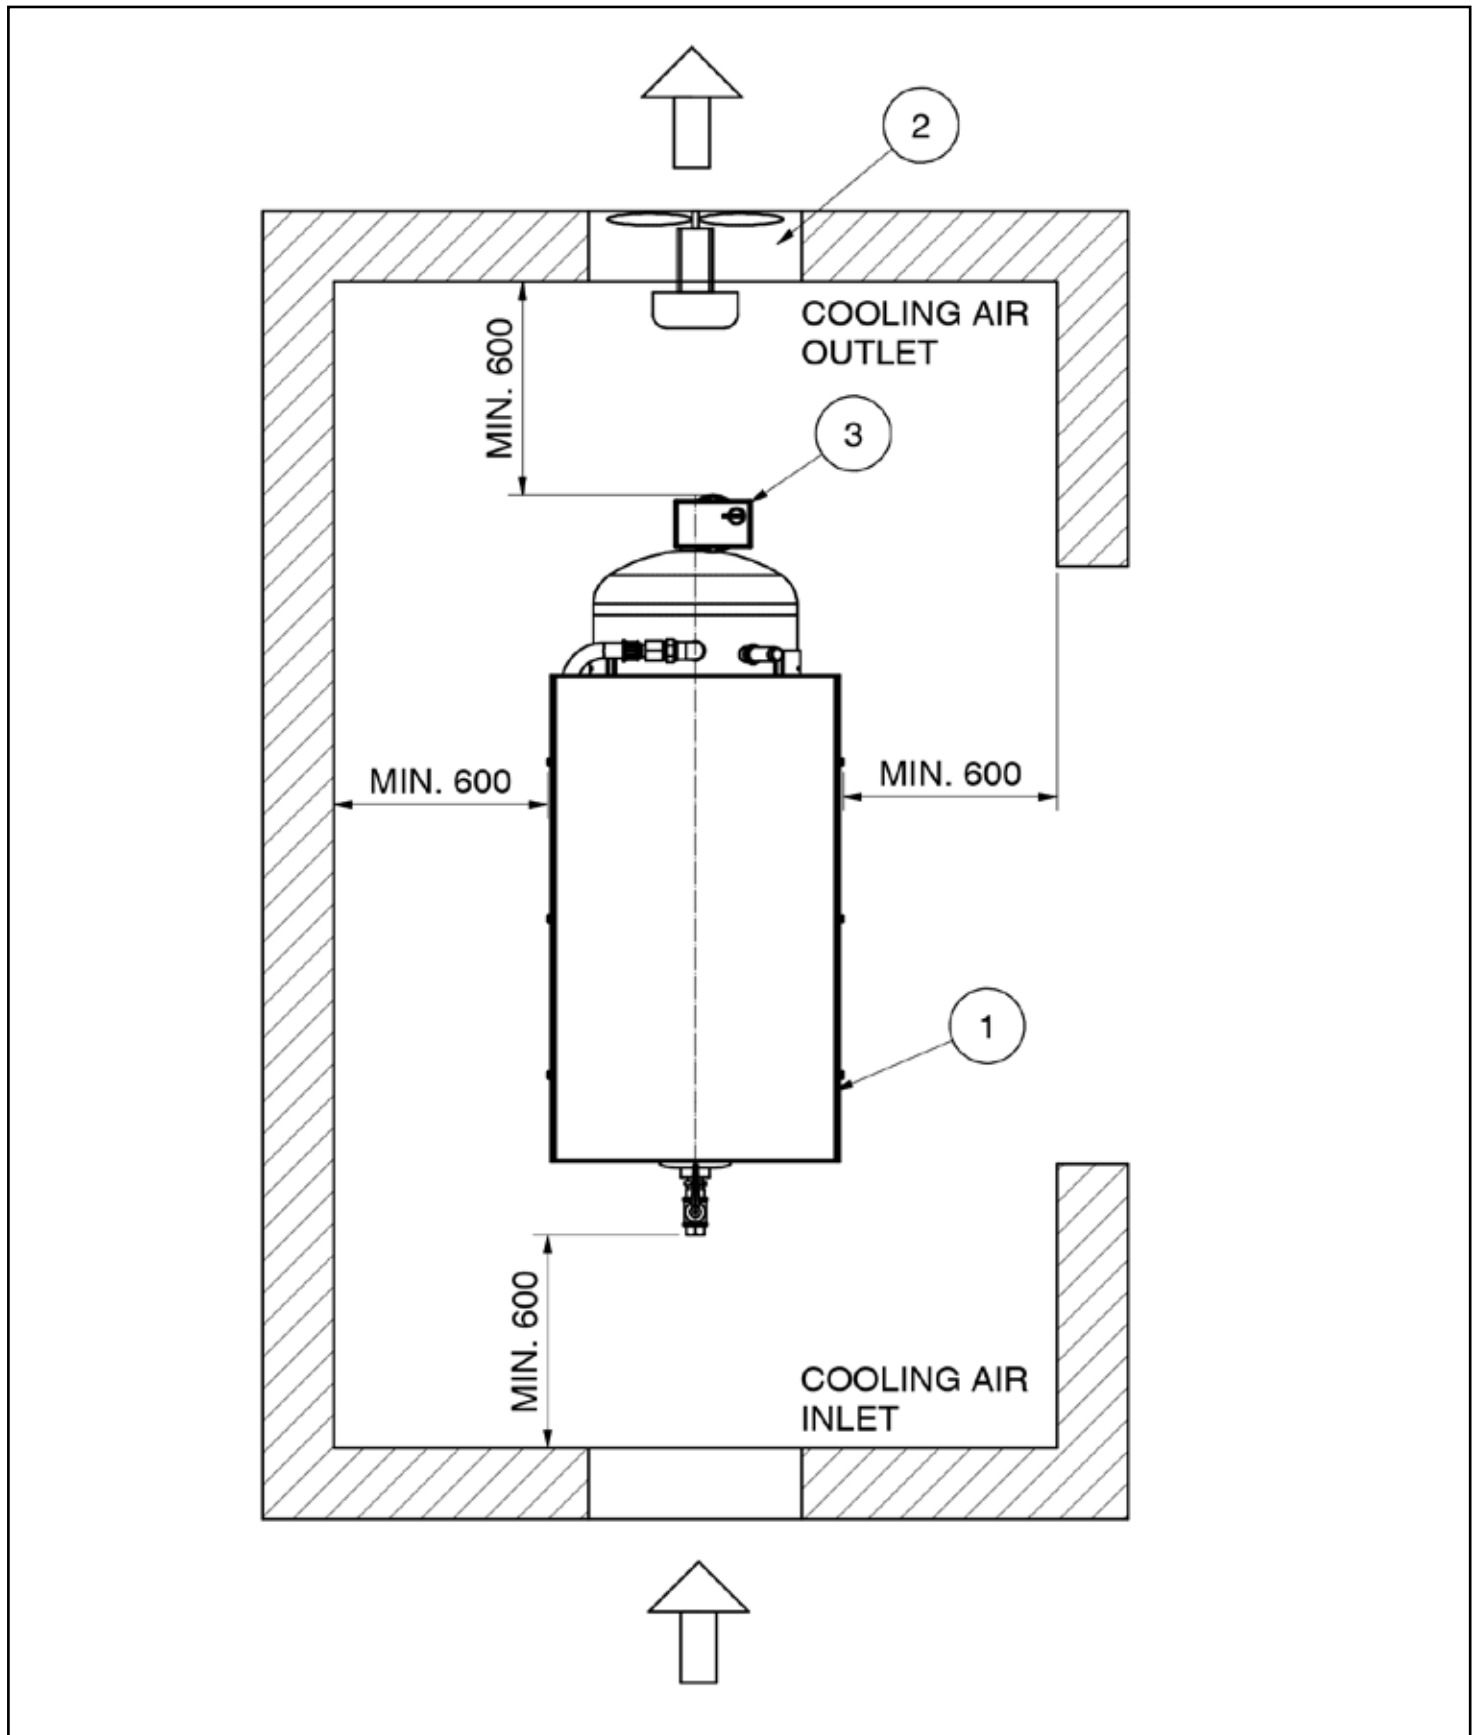 2
COOLING AIR
OUTLET
MIN. 600
3
MIN. 600
MIN. 600
1
MIN. 600
COOLING AIR
INLET